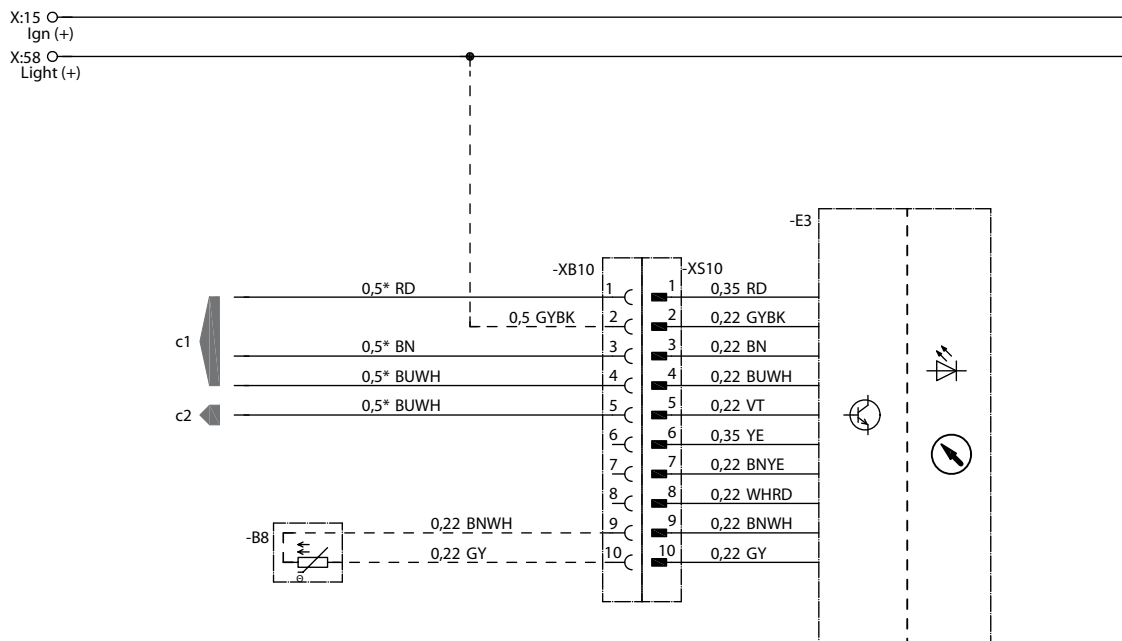 X:15
Ign (+)
X:58
Light (+)
-E3
-XB10 -XS10
0,5* RD 1 1 0,35 RD
0,5 GYBK 2 2 0,22 GYBK
c1
0,5* BN 3 3 0,22 BN
0,5* BUWH 4 4 0,22 BUWH
c2 0,5* BUWH 5 5 0,22 VT
6 6 0,35 YE
7 7 0,22 BNYE
8 8 0,22 WHRD
-B8 0,22 BNWH 9 9 0,22 BNWH
0,22 GY 10 10 0,22 GY
Θ